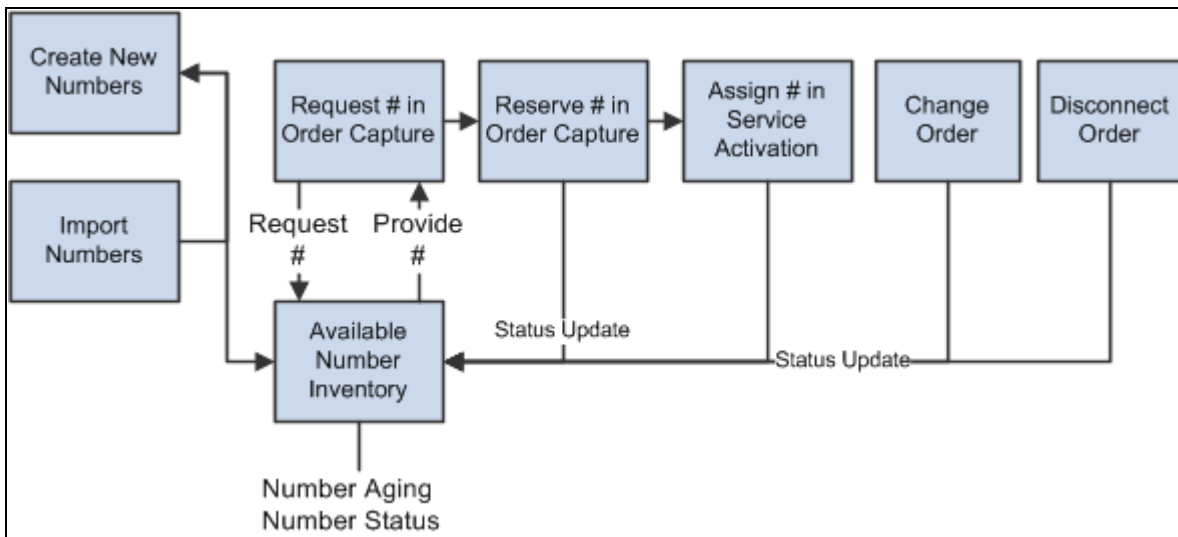 Create New
Numbers
Request # in
Order Capture
Reserve # in
Order Capture
Assign # in
Service
Activation
Change
Order
Disconnect
Order
Import
Numbers
Request
#
Provide
#
Available
Number
Inventory
Status Update
Status Update
Number Aging
Number Status